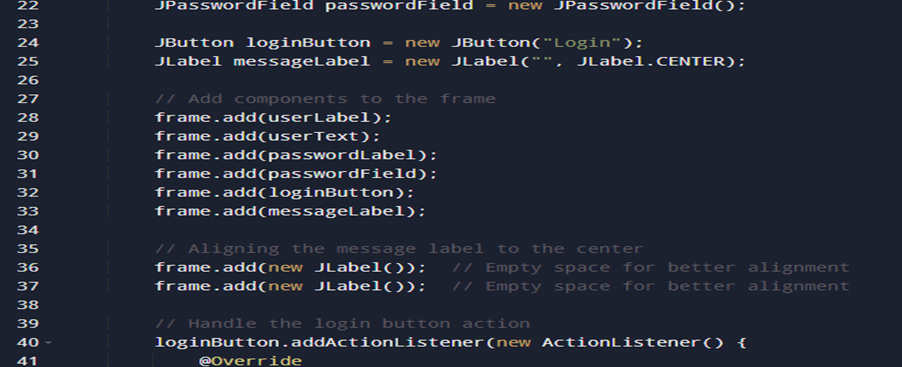 22 JPasswordField passwordField = new JPasswordField();
23
24 JButton loginButton = new JButton("Login");
25 JLabel messageLabel = new JLabel("", JLabel.CENTER);
26
27 // Add components to the frame
28 frame.add(userLabel);
29 frame.add(userText);
30 frame.add(passwordLabel);
31 frame.add(passwordField);
32 frame.add(loginButton);
33 frame.add(messageLabel);
34
35 // Aligning the message label to the center
36 frame.add(new JLabel()); // Empty space for better alignment
37 frame.add(new JLabel()); // Empty space for better alignment
38
39 // Handle the login button action
40 loginButton.addActionListener(new ActionListener() {
41 @Override